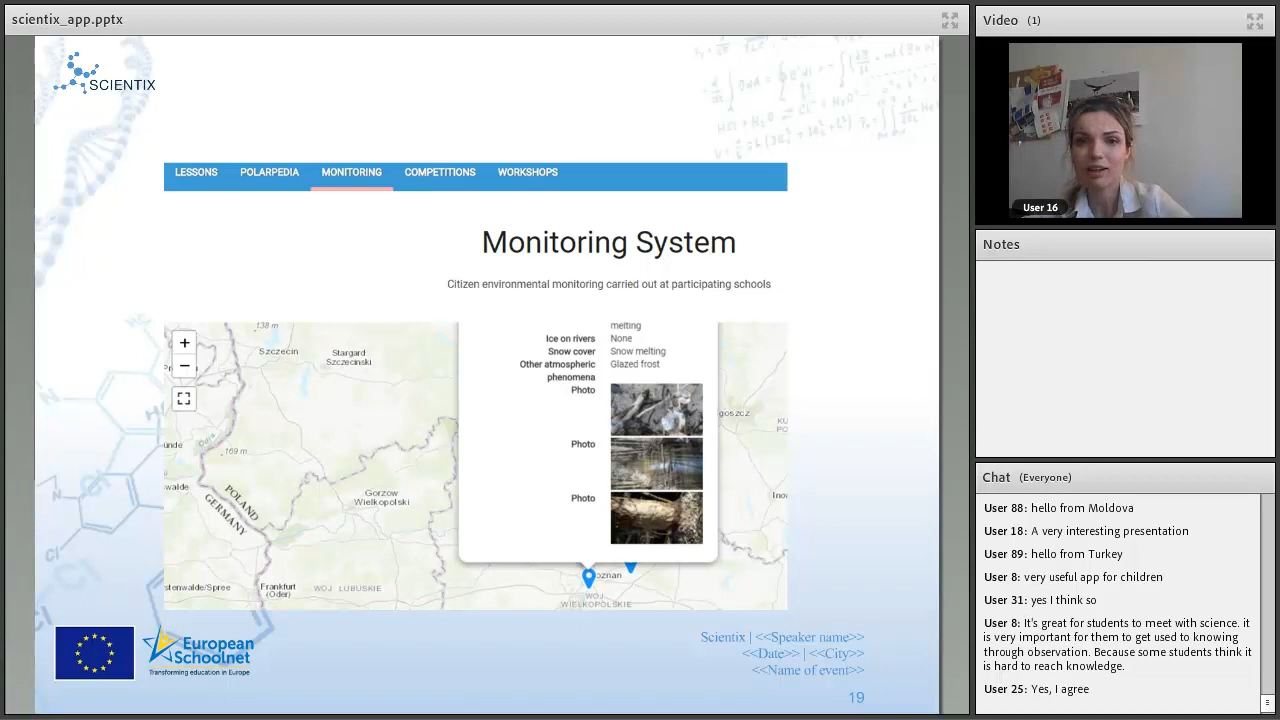 scientix_app.pptx
SCIENTIX
LESSONS POLARPEDIA MONITORING COMPETITIONS WORKSHOPS
Monitoring System
Citizen environmental monitoring carried out at participating schools
+
−
138 m
Szczecin
Stargard
Szczecinski
169 m
POLAND
GERMANY
Gorzow
Wielkopolski
Frankfurt
(Oder)
WOJ LUBUSKIE
stenwalde/Spree
melting
Ice on rivers None
Snow cover Snow melting
Other atmospheric Glazed frost
phenomena
Photo
Photo
Photo
goszcz
oznan
WOJ
WIELKOPOLSKIE
European
Schoolnet
Transforming education in Europe
Scientix | <<Speaker name>>
<<Date>> | <<City>>
<<Name of event>>
19
Video (1)
User 16
Notes
Chat (Everyone)
User 88: hello from Moldova
User 18: A very interesting presentation
User 89: hello from Turkey
User 8: very useful app for children
User 31: yes I think so
User 8: It's great for students to meet with science. it
is very important for them to get used to knowing
through observation. Because some students think it
is hard to reach knowledge.
User 25: Yes, I agree